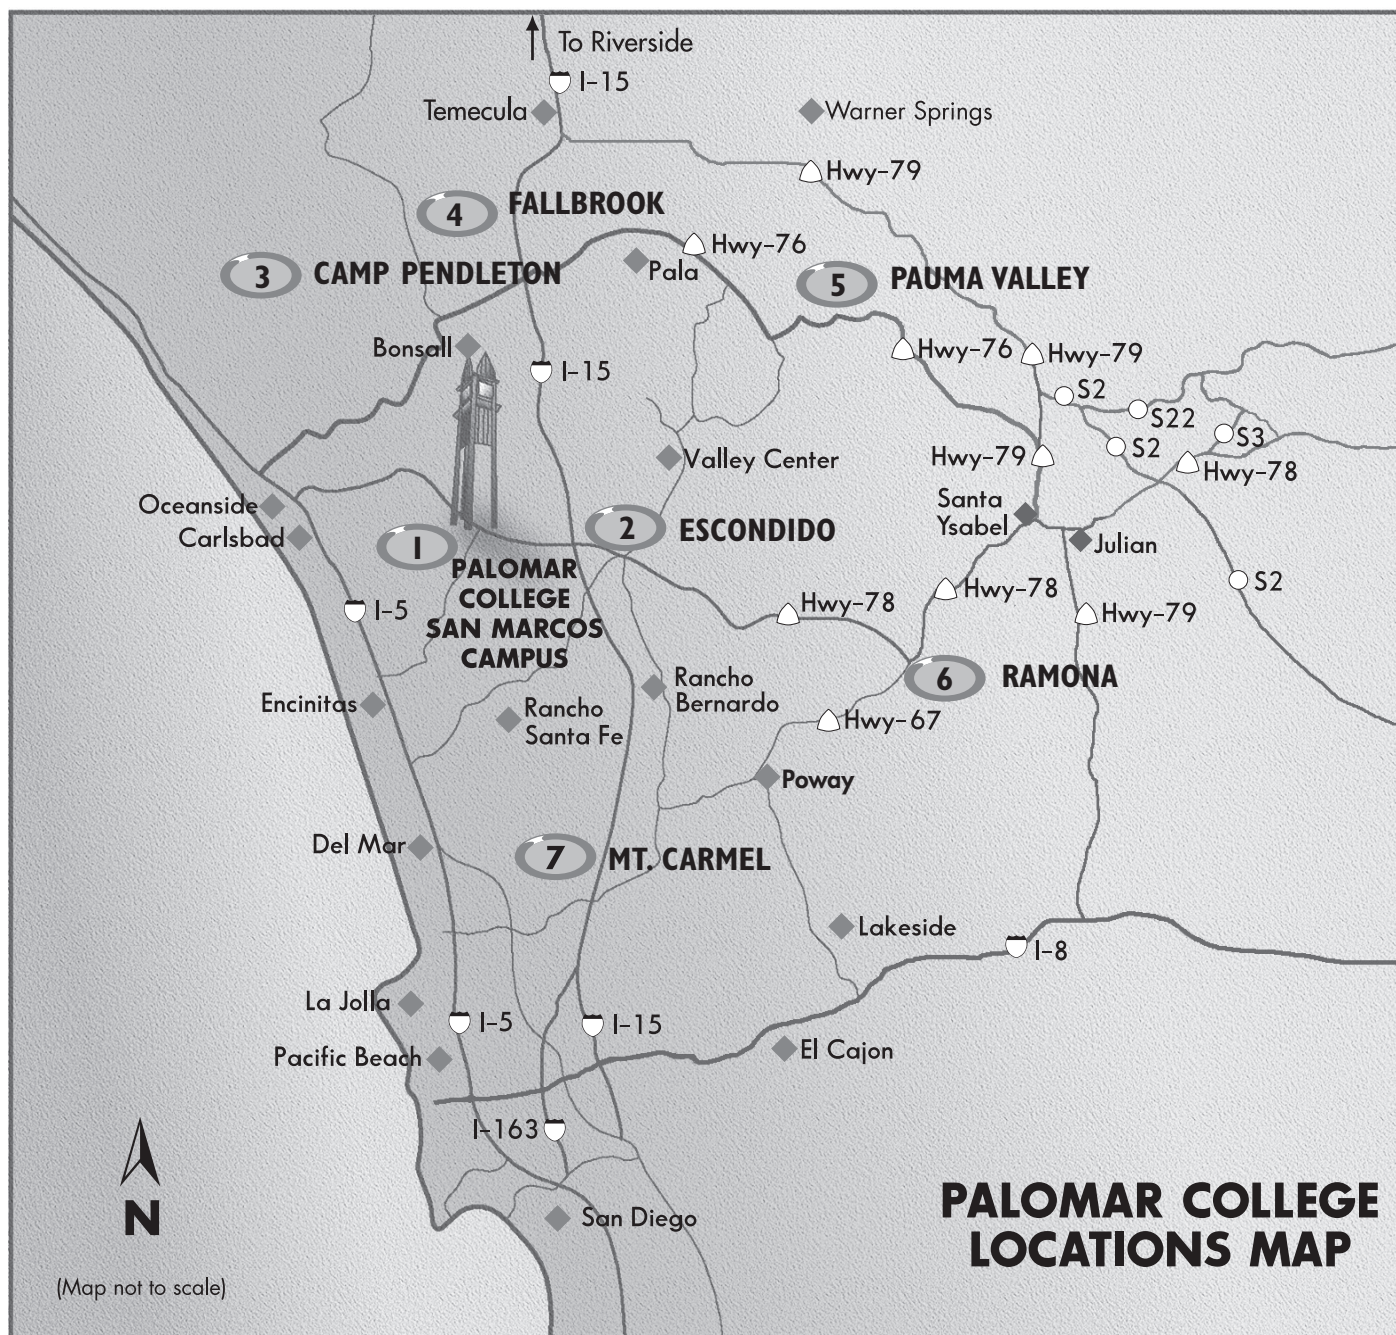 To Riverside
I-15
Temecula
Warner Springs
Hwy-79
4 FALLBROOK
Hwy-76
3 CAMP PENDLETON
Pala
5 PAUMA VALLEY
Bonsall
I-15
Hwy-76
Hwy-79
S2
S22
S2
S3
Hwy-79
Hwy-78
Valley Center
Oceanside
Carlsbad
Santa
Ysabel
Julian
2 ESCONDIDO
1
PALOMAR
COLLEGE
SAN MARCOS
CAMPUS
I-5
Hwy-78
Hwy-78
S2
Hwy-79
Encinitas
Rancho
Santa Fe
Rancho
Bernardo
6 RAMONA
Hwy-67
Poway
Del Mar
7 MT. CARMEL
Lakeside
I-8
La Jolla
I-5
I-15
Pacific Beach
El Cajon
I-163
San Diego
N
(Map not to scale)
PALOMAR COLLEGE
LOCATIONS MAP